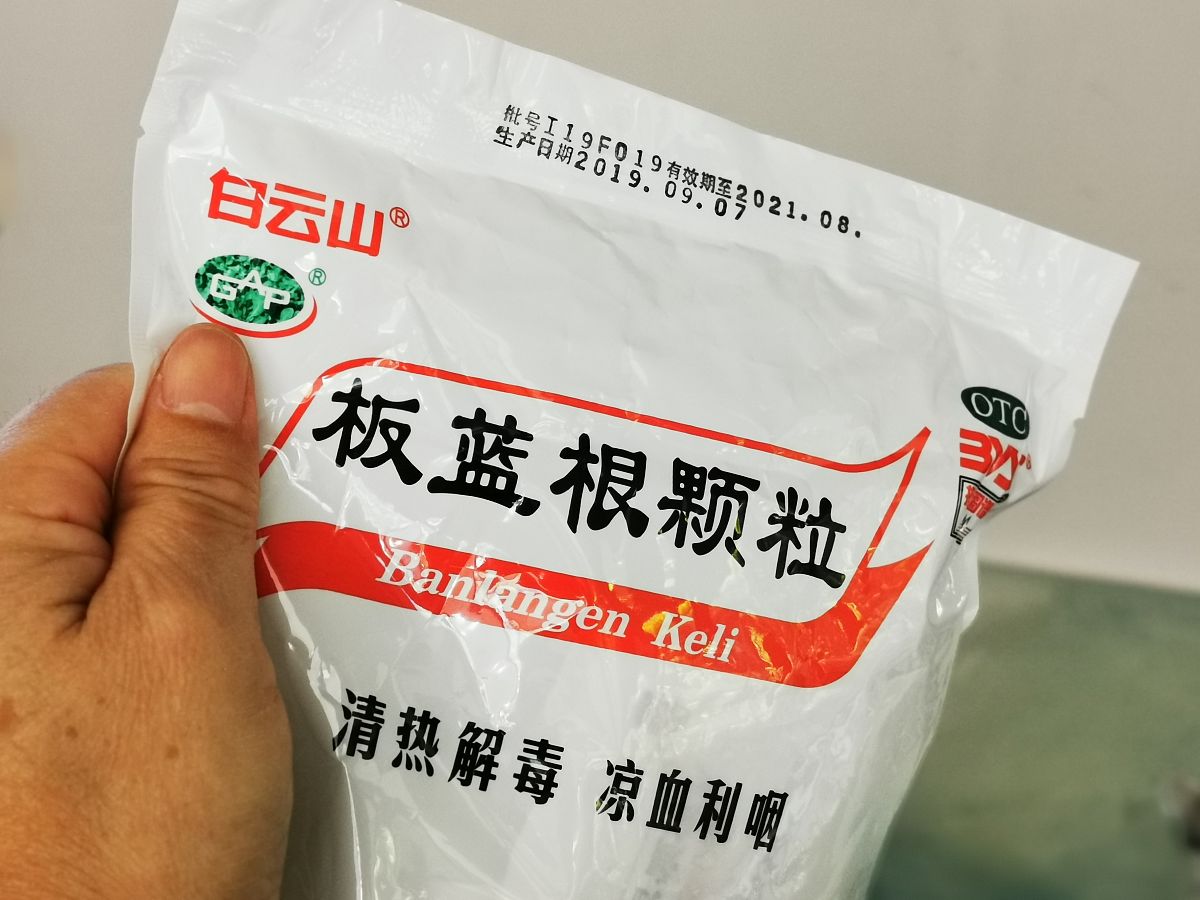 批号I19F019有效期至2021.08.
生产日期2019.09.07
白云山®
GAP®
OTC
板蓝根颗粒
Banlangen Keli
清热解毒 凉血利咽